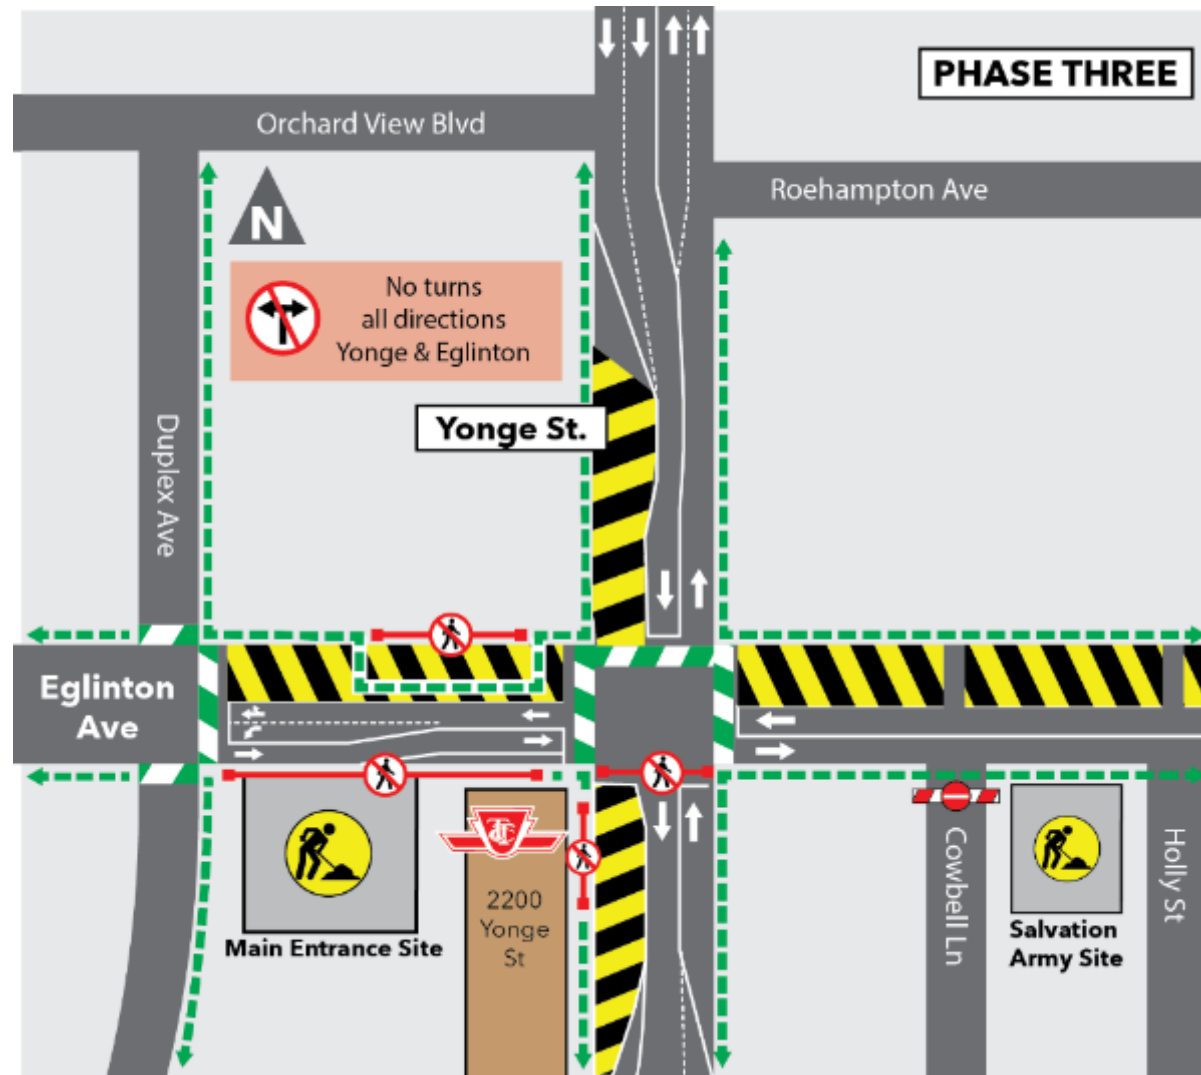 PHASE THREE
Orchard View Blvd
Roehampton Ave
N
No turns
all directions
Yonge & Eglinton
Yonge St.
Duplex Ave
Eglinton
Ave
TTC
2200
Yonge
St
Main Entrance Site
Cowbell Ln
Salvation
Army Site
Holly St